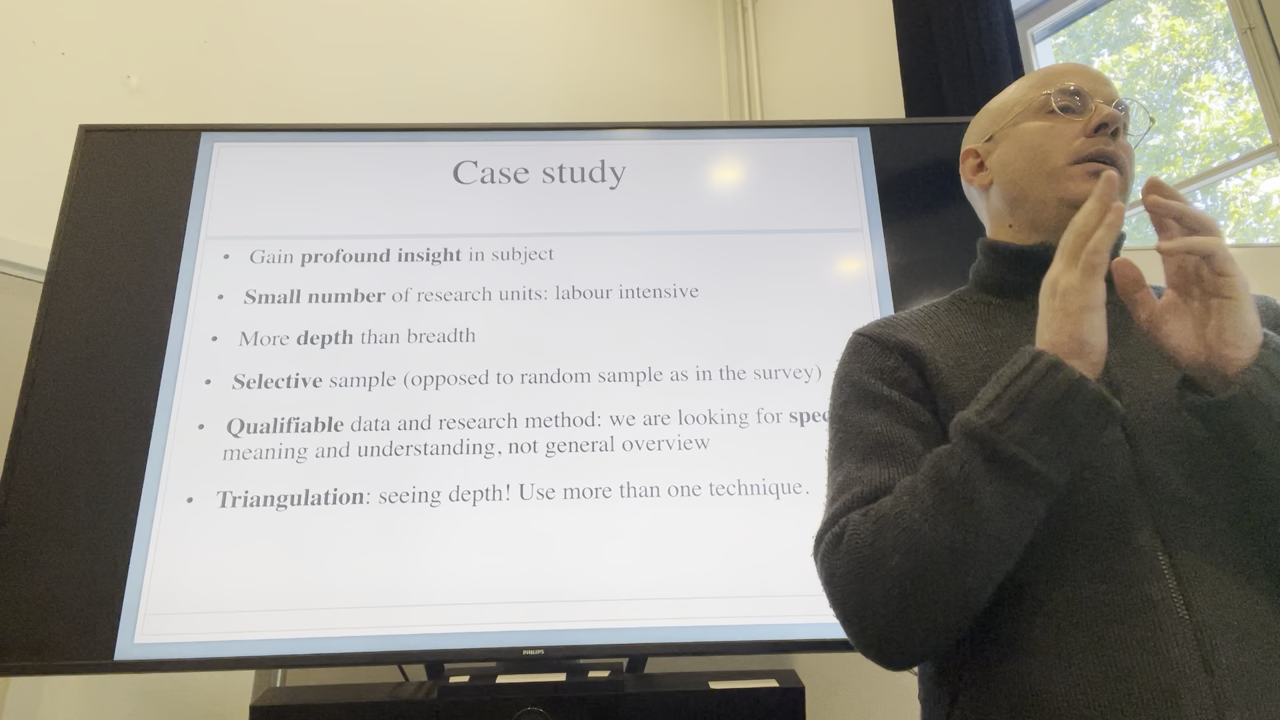 Case study
• Gain profound insight in subject
• Small number of research units: labour intensive
• More depth than breadth
• Selective sample (opposed to random sample as in the survey)
• Qualifiable data and research method: we are looking for
meaning and understanding, not general overview
• Triangulation: seeing depth! Use more than one technique.
PHILIPS